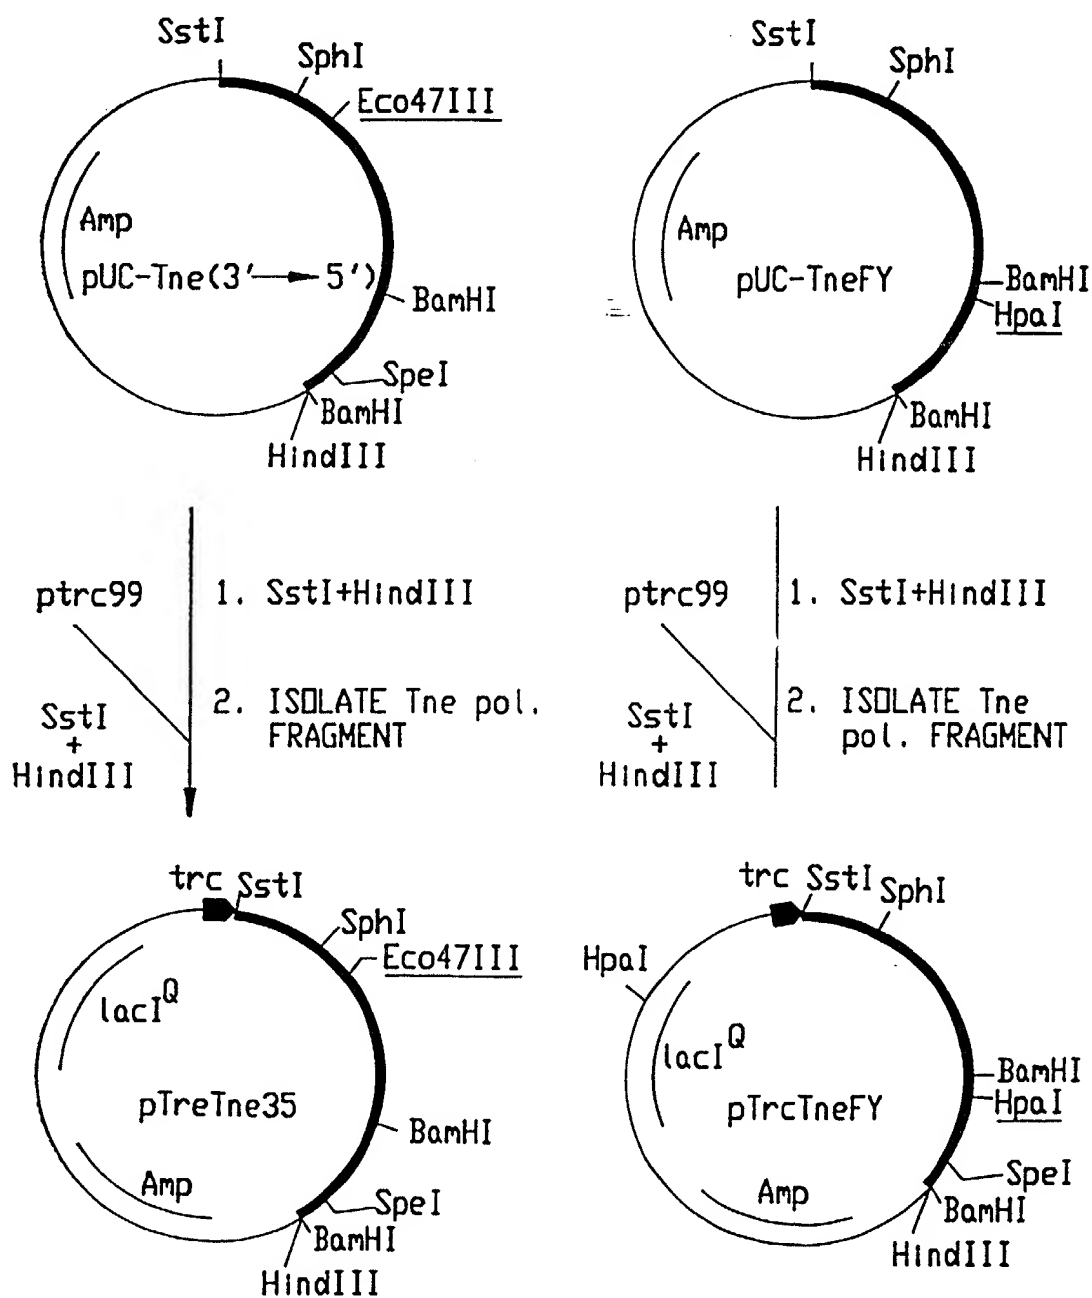 SstI
SphI
Eco47III
Amp
pUC-Tne(3'→5')
BamHI
SpeI
BamHI
HindIII
SstI
SphI
Amp
pUC-TneFY
BamHI
HpaI
BamHI
HindIII
ptrc99
1. SstI+HindIII
SstI
+
HindIII
2. ISOLATE Tne pol.
FRAGMENT
ptrc99
1. SstI+HindIII
SstI
+
HindIII
2. ISOLATE Tne
pol. FRAGMENT
trc
SstI
SphI
Eco47III
lacI^Q
pTreTne35
BamHI
Amp
SpeI
BamHI
HindIII
trc
SstI
SphI
HpaI
lacI^Q
pTrcTneFY
BamHI
HpaI
Amp
SpeI
BamHI
HindIII